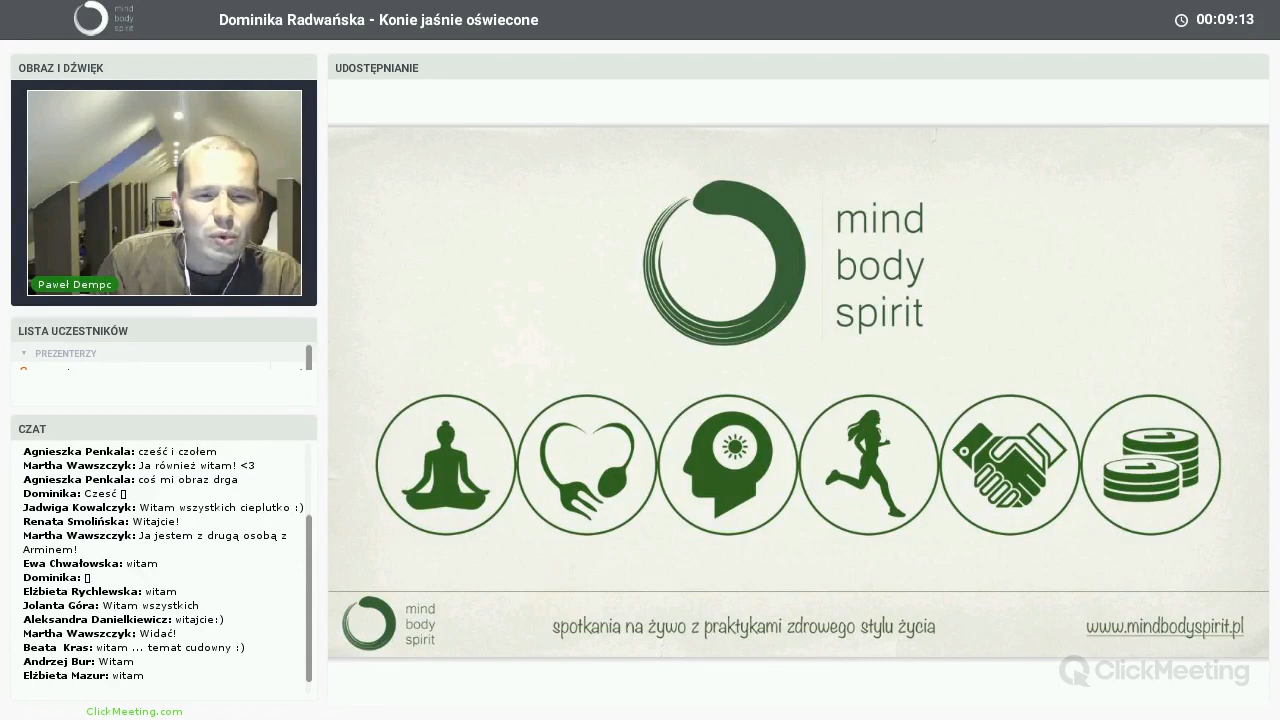 mind
body
spirit
Dominika Radwańska - Konie jaśnie oświecone
00:09:13
OBRAZ I DŹWIĘK
Paweł Dempc
LISTA UCZESTNIKÓW
PREZENTERZY
CZAT
Agnieszka Penkala: cześć i czołem
Martha Wawszczyk: Ja również witam! <3
Agnieszka Penkala: coś mi obraz drga
Dominika: Czesć
Jadwiga Kowalczyk: Witam wszystkich cieplutko :)
Renata Smolińska: Witajcie!
Martha Wawszczyk: Ja jestem z drugą osobą z
Arminem!
Ewa Chwałowska: witam
Dominika:
Elżbieta Rychlewska: witam
Jolanta Góra: Witam wszystkich
Aleksandra Danielkiewicz: witajcie:)
Martha Wawszczyk: Widać!
Beata Kras: witam ... temat cudowny :)
Andrzej Bur: Witam
Elżbieta Mazur: witam
ClickMeeting.com
UDOSTĘPNIANIE
mind
body
spirit
1
1
mind
body
spirit
spotkania na żywo z praktykami zdrowego stylu życia
www.mindbodyspirit.pl
ClickMeeting